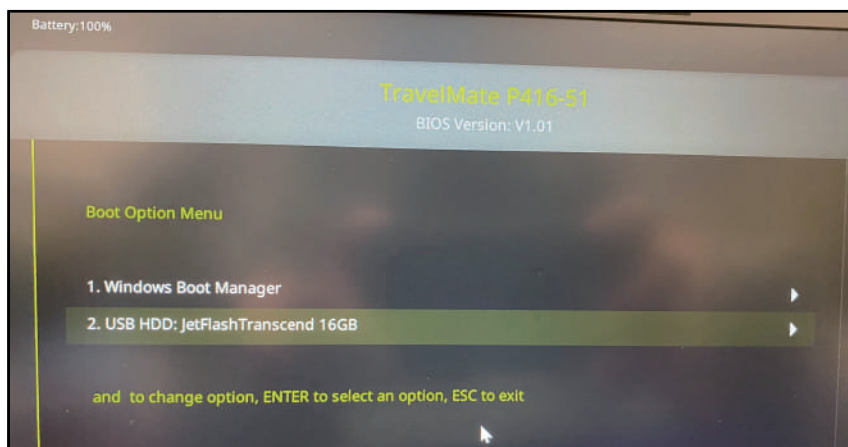 Battery:100%
TravelMate P416-51
BIOS Version: V1.01
Boot Option Menu
1. Windows Boot Manager
2. USB HDD: JetFlashTranscend 16GB
and  to change option, ENTER to select an option, ESC to exit